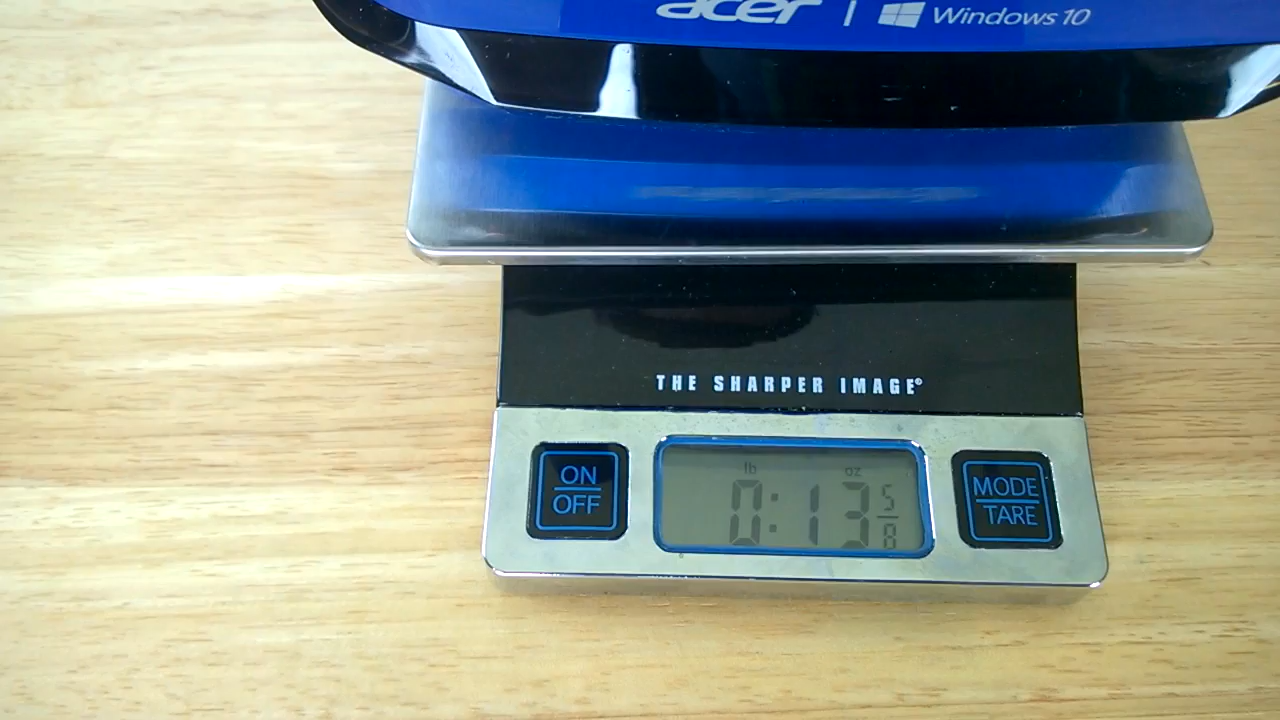 acer | Windows 10
THE SHARPER IMAGE®
ON
OFF
lb oz
0:13 5/8
MODE
TARE